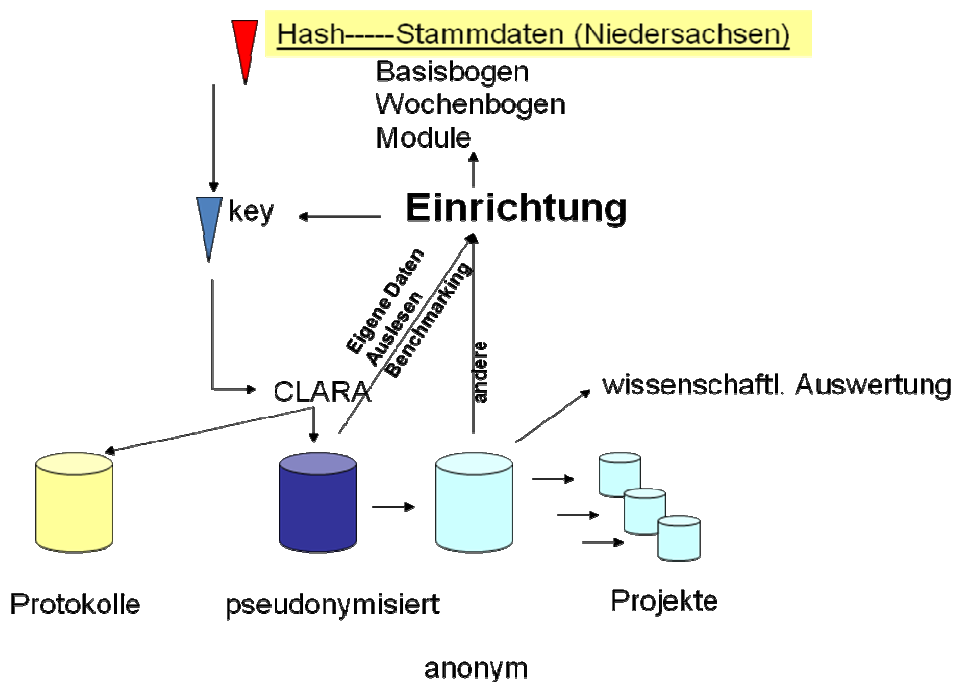 Hash-----Stammdaten (Niedersachsen)
Basisbogen
Wochenbogen
Module
key
Einrichtung
Eigene Daten
Auslesen
Benchmarking
andere
CLARA
wissenschaftl. Auswertung
Protokolle
pseudonymisiert
Projekte
anonym